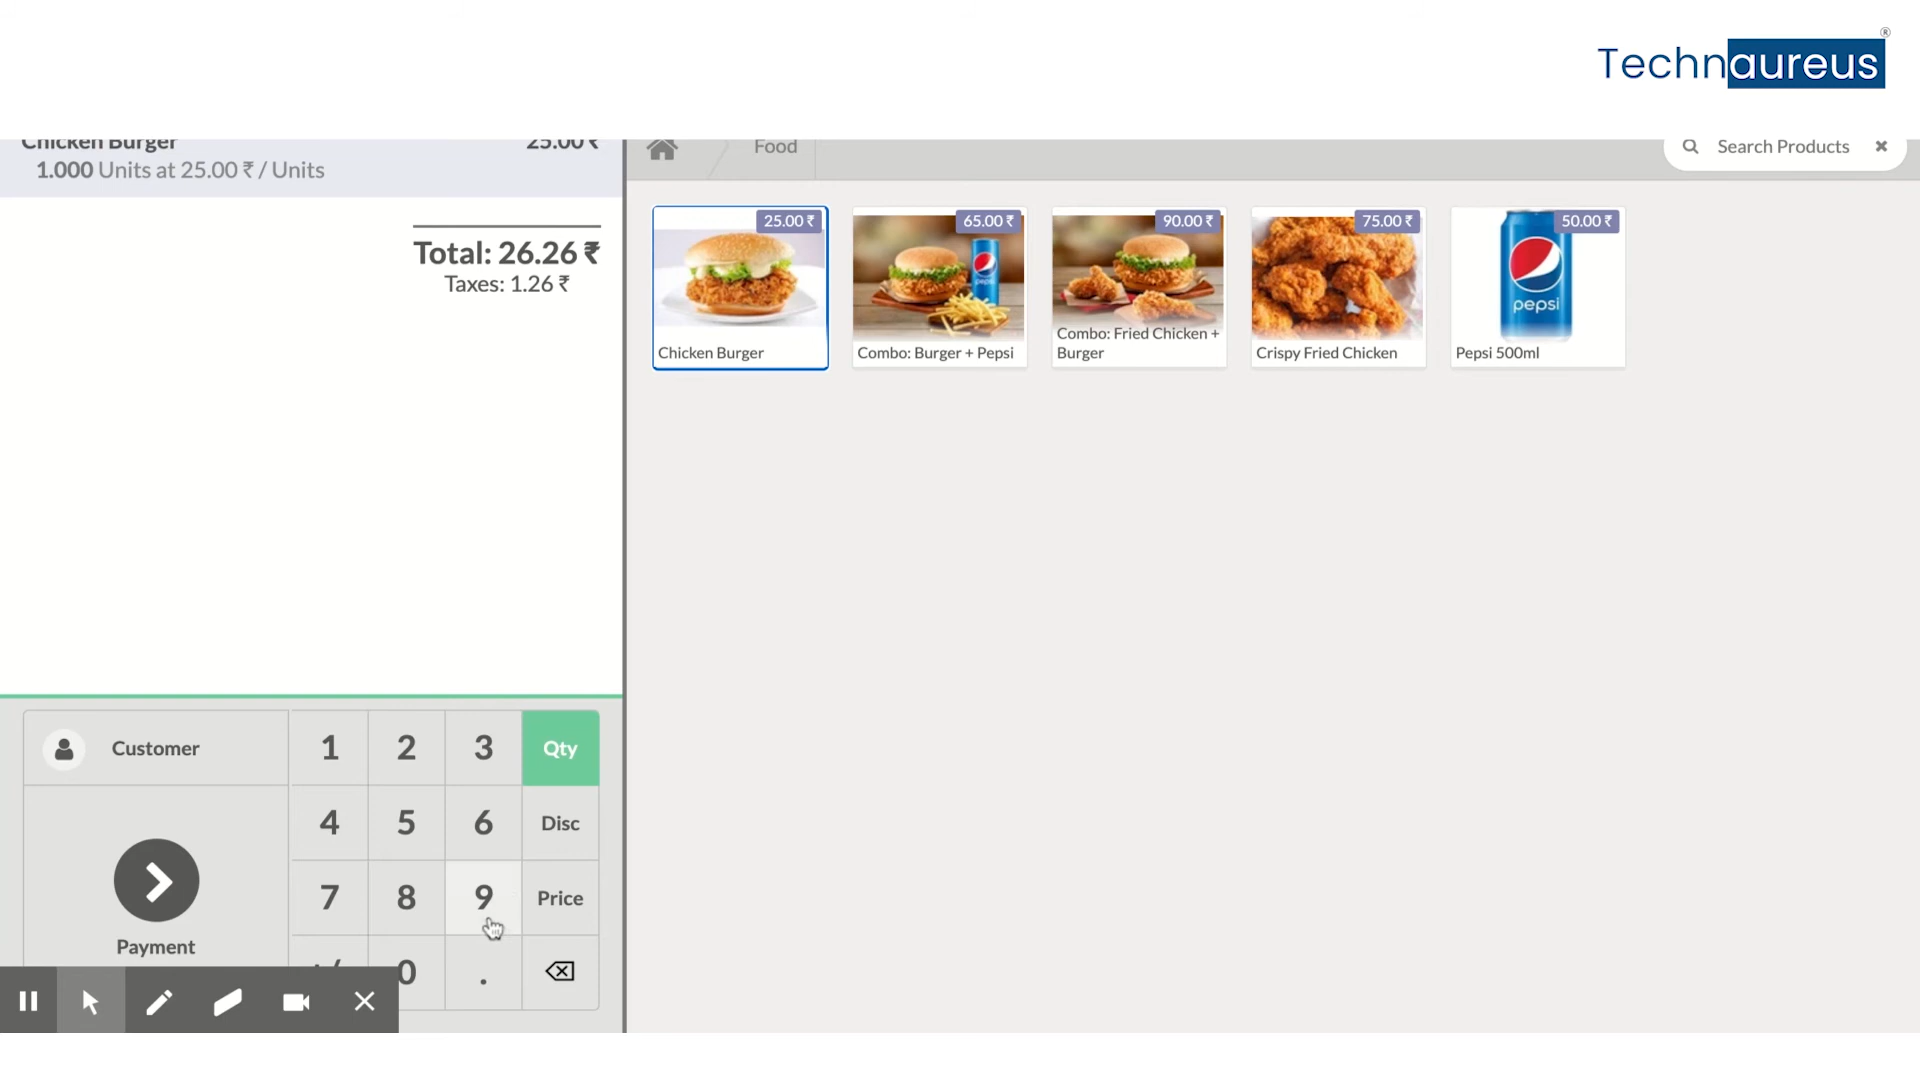 Technaureus®
Chicken Burger 25.00 ₹
1.000 Units at 25.00 ₹ / Units
Total: 26.26 ₹
Taxes: 1.26 ₹
Food
Search Products
25.00 ₹
Chicken Burger
65.00 ₹
pepsi
Combo: Burger + Pepsi
90.00 ₹
Combo: Fried Chicken +
Burger
75.00 ₹
Crispy Fried Chicken
50.00 ₹
pepsi
Pepsi 500ml
Customer
1 2 3 Qty
4 5 6 Disc
7 8 9 Price
0 .
Payment